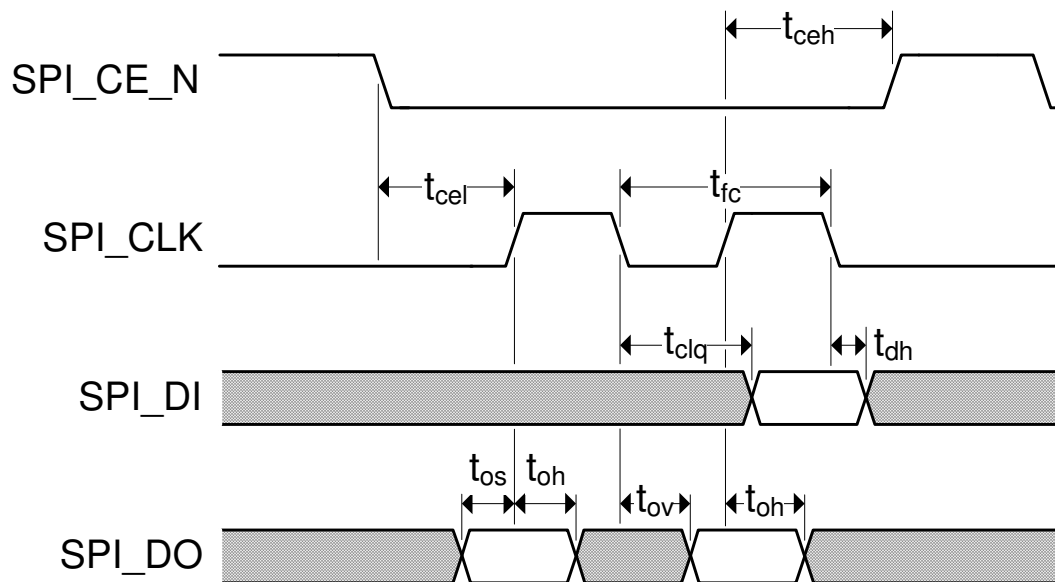 t_ceh
SPI_CE_N
t_cel
t_fc
SPI_CLK
t_clq
t_dh
SPI_DI
t_os
t_oh
t_ov
t_oh
SPI_DO